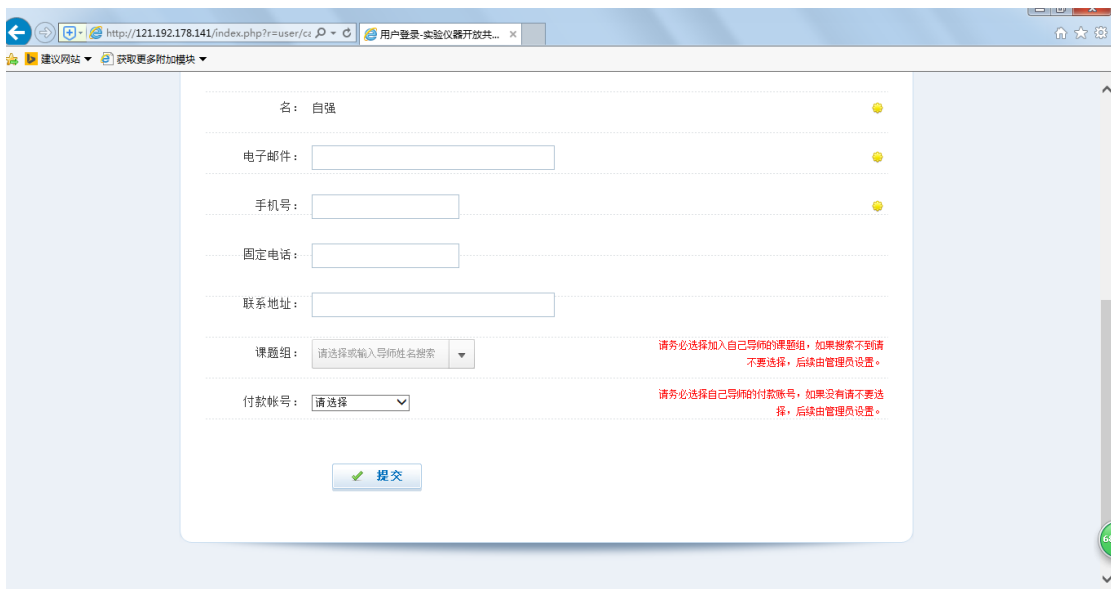 http://121.192.178.141/index.php?r=user/ca
用户登录-实验仪器开放共...
建议网站
获取更多附加模块
名： 自强
电子邮件：
手机号：
固定电话：
联系地址：
课题组： 请选择或输入导师姓名搜索
请务必选择加入自己导师的课题组，如果搜索不到请
不要选择，后续由管理员设置。
付款帐号： 请选择
请务必选择自己导师的付款账号，如果没有请不要选
择，后续由管理员设置。
提交